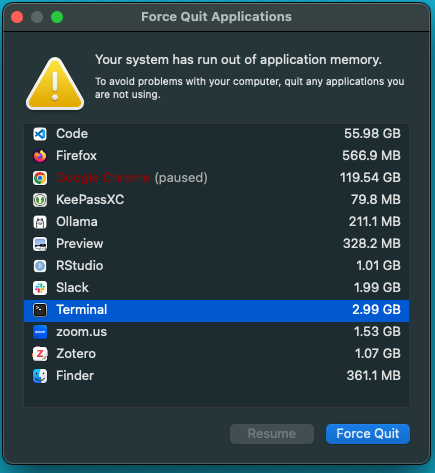 Force Quit Applications
Your system has run out of application memory.
To avoid problems with your computer, quit any applications you
are not using.
Code 55.98 GB
Firefox 566.9 MB
Google Chrome (paused) 119.54 GB
KeePassXC 79.8 MB
Ollama 211.1 MB
Preview 328.2 MB
RStudio 1.01 GB
Slack 1.99 GB
Terminal 2.99 GB
zoom.us 1.53 GB
Zotero 1.07 GB
Finder 361.1 MB
Resume Force Quit